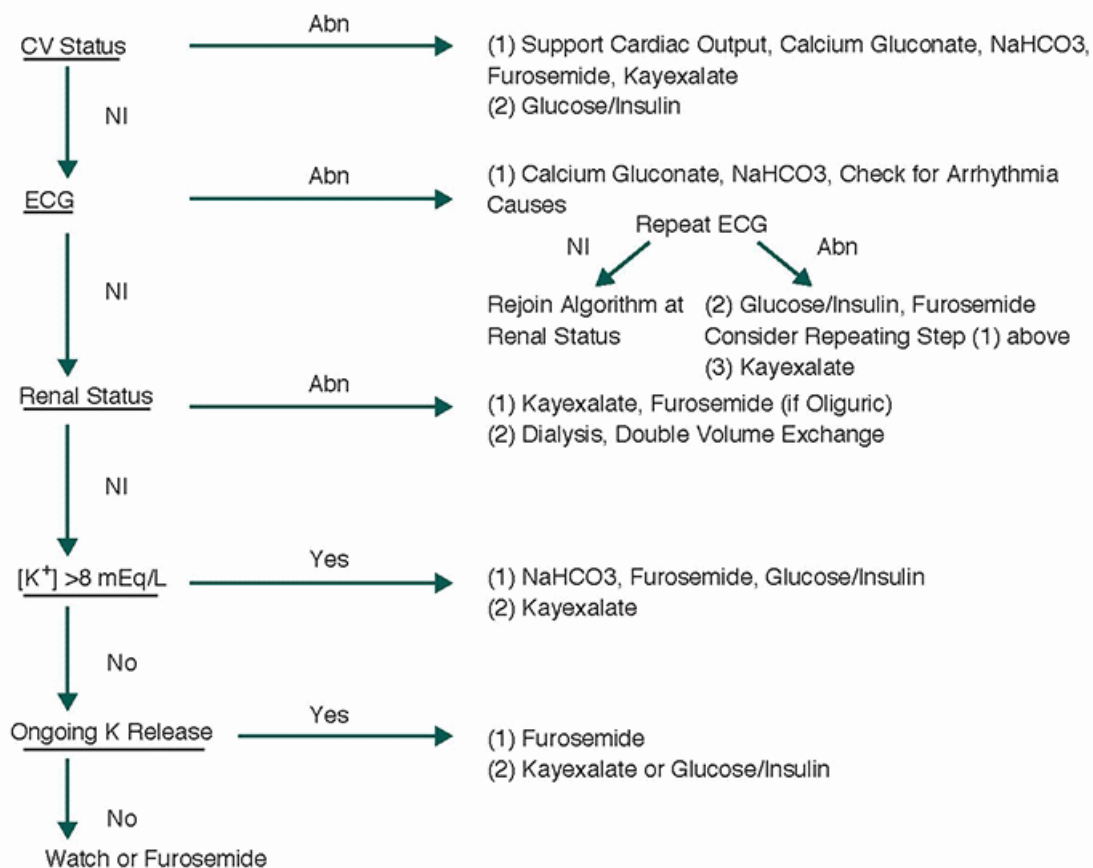 CV Status
Abn
(1) Support Cardiac Output, Calcium Gluconate, NaHCO3,
Furosemide, Kayexalate
(2) Glucose/Insulin
Nl
ECG
Abn
(1) Calcium Gluconate, NaHCO3, Check for Arrhythmia
Causes
Repeat ECG
Nl
Abn
Nl
Rejoin Algorithm at
Renal Status
(2) Glucose/Insulin, Furosemide
Consider Repeating Step (1) above
(3) Kayexalate
Renal Status
Abn
(1) Kayexalate, Furosemide (if Oliguric)
(2) Dialysis, Double Volume Exchange
Nl
[K+] >8 mEq/L
Yes
(1) NaHCO3, Furosemide, Glucose/Insulin
(2) Kayexalate
No
Ongoing K Release
Yes
(1) Furosemide
(2) Kayexalate or Glucose/Insulin
No
Watch or Furosemide